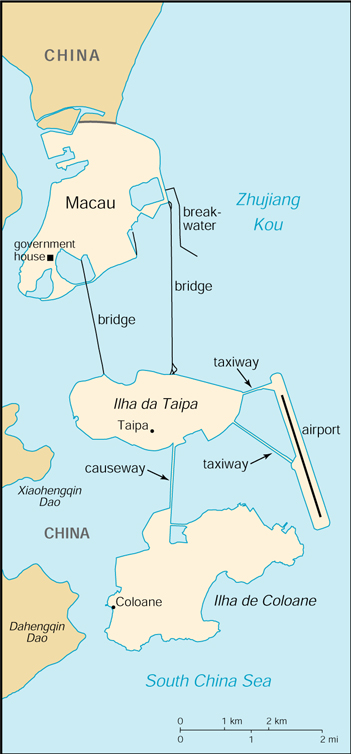 CHINA
Zhujiang
Kou
Macau
break-
water
government
house
bridge
bridge
taxiway
Ilha da Taipa
Taipa
airport
causeway
taxiway
Xiaohengqin
Dao
CHINA
Coloane
Ilha de Coloane
Dahengqin
Dao
South China Sea
0 1 km 2 km
0 1 2 mi